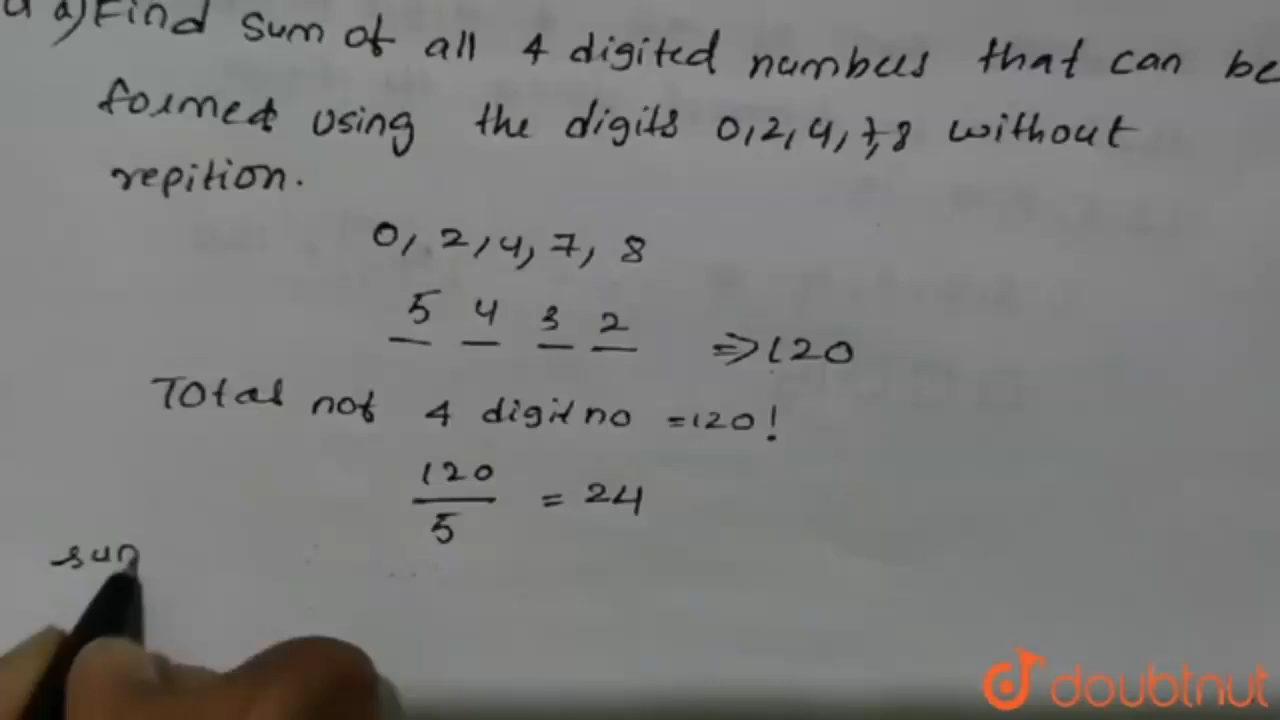 a) Find sum of all 4 digited numbers that can be
formed using the digits 0,2,4,7,8 without
repition.
0, 2, 4, 7, 8
5 4 3 2 ⇒ 120
Total not 4 digit no = 120!
120
5
= 24
sum
doubtnut